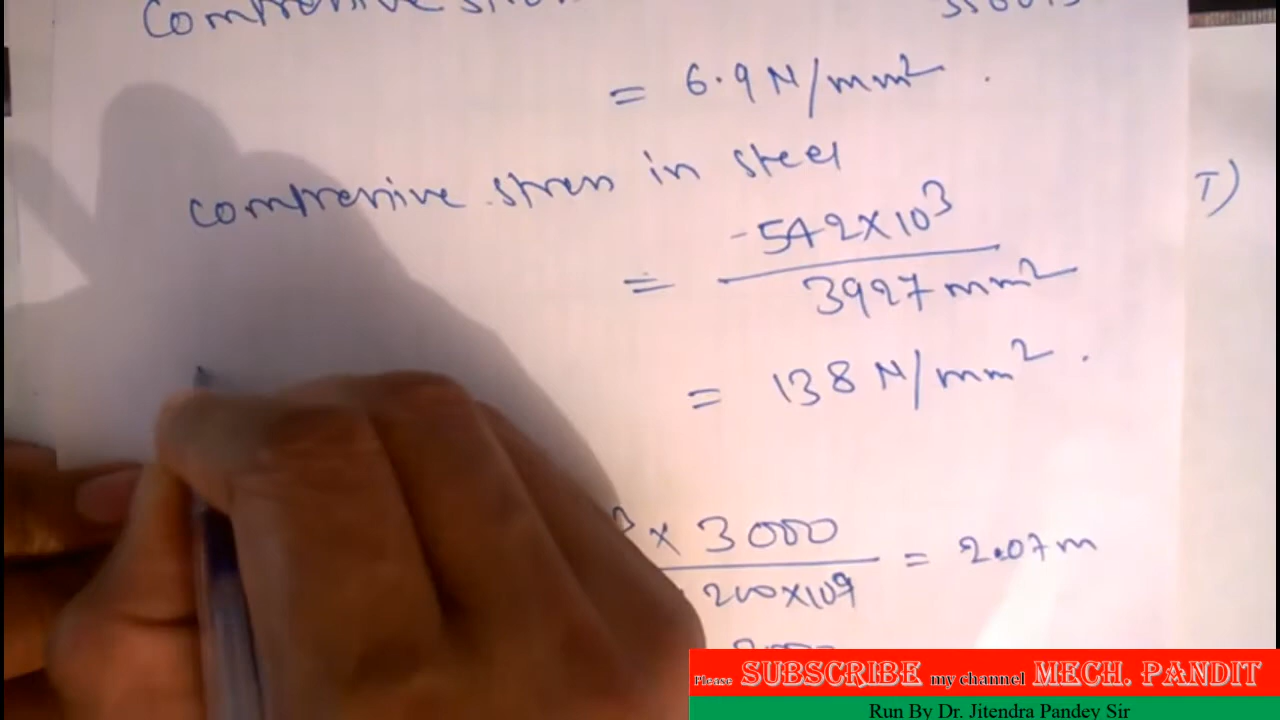 = 6.9 N/mm²
compressive stress in steel
= -542×10³ / 3927 mm²
= 138 N/mm².
I)
× 3000 / 200×10⁹ = 2.07 m
Please SUBSCRIBE my channel MECH. PANDIT
Run By Dr. Jitendra Pandey Sir